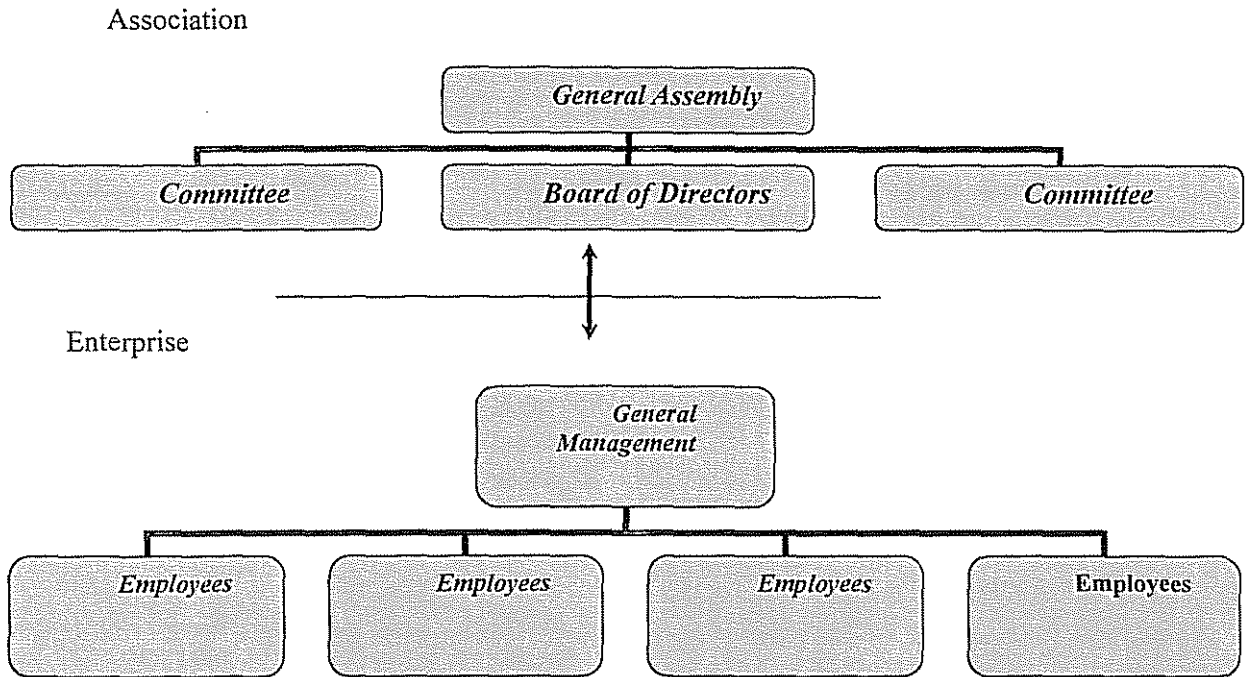 Association
General Assembly
Committee
Board of Directors
Committee
Enterprise
General
Management
Employees
Employees
Employees
Employees